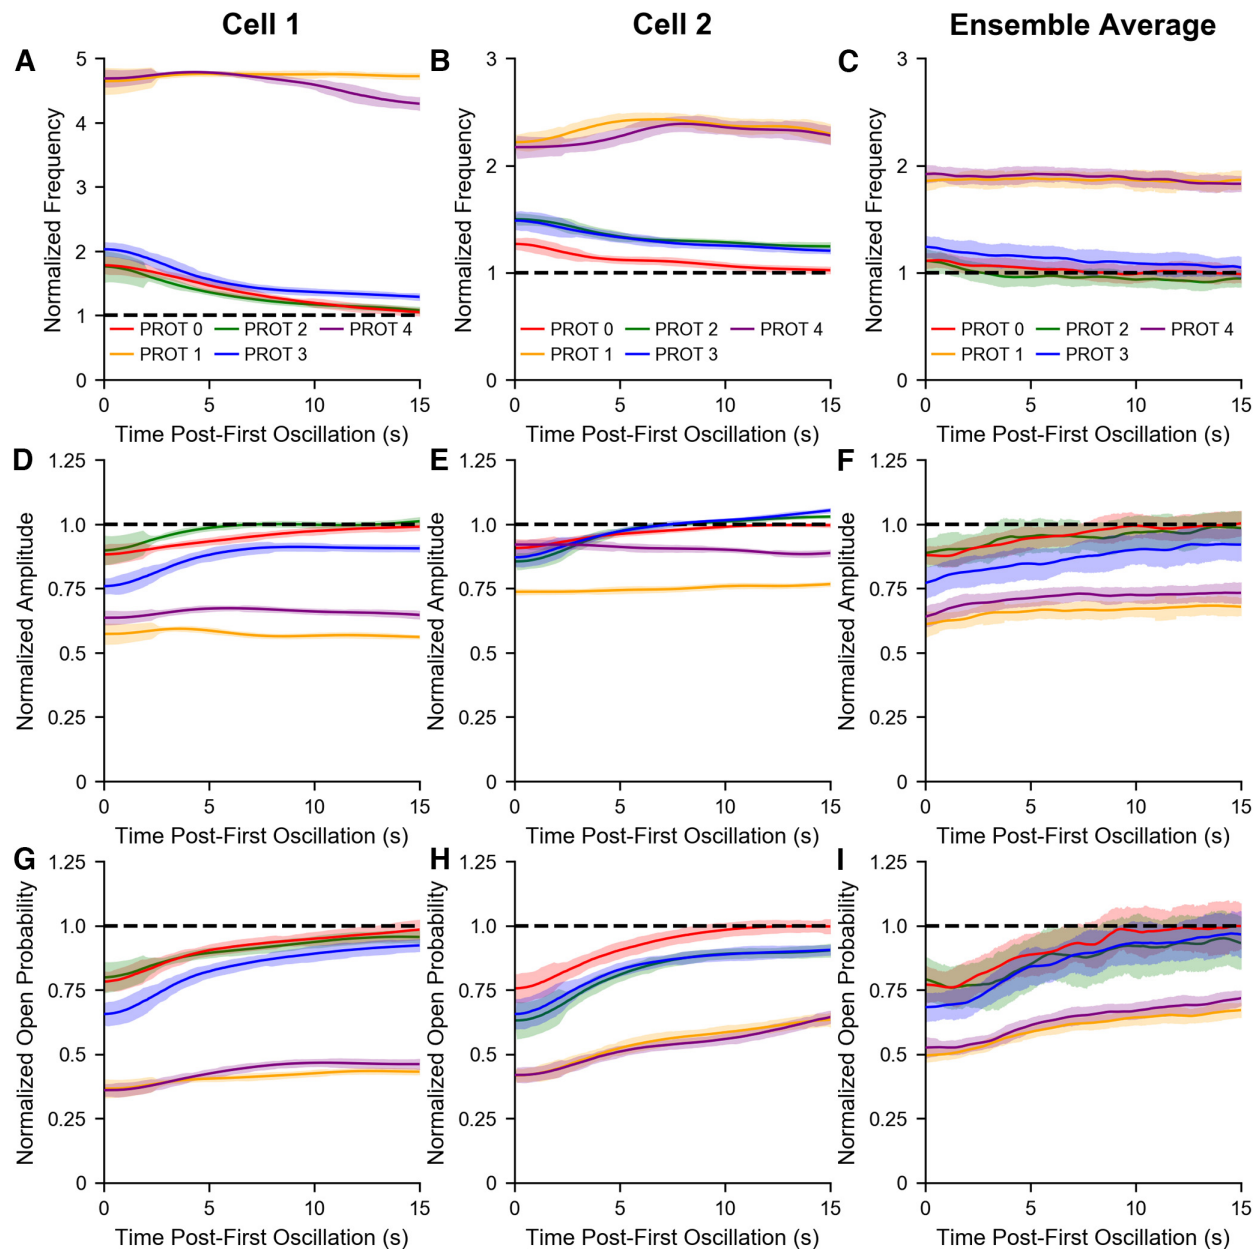 Cell 1
Cell 2
Ensemble Average
A
5
4
3
2
1
0
Normalized Frequency
PROT 0
PROT 2
PROT 4
PROT 1
PROT 3
0
5
10
15
Time Post-First Oscillation (s)
B
3
2
1
0
Normalized Frequency
PROT 0
PROT 2
PROT 4
PROT 1
PROT 3
0
5
10
15
Time Post-First Oscillation (s)
C
3
2
1
0
Normalized Frequency
PROT 0
PROT 2
PROT 4
PROT 1
PROT 3
0
5
10
15
Time Post-First Oscillation (s)
D
1.25
1.0
0.75
0.5
0.25
0
Normalized Amplitude
0
5
10
15
Time Post-First Oscillation (s)
E
1.25
1.0
0.75
0.5
0.25
0
Normalized Amplitude
0
5
10
15
Time Post-First Oscillation (s)
F
1.25
1.0
0.75
0.5
0.25
0
Normalized Amplitude
0
5
10
15
Time Post-First Oscillation (s)
G
1.25
1.0
0.75
0.5
0.25
0
Normalized Open Probability
0
5
10
15
Time Post-First Oscillation (s)
H
1.25
1.0
0.75
0.5
0.25
0
Normalized Open Probability
0
5
10
15
Time Post-First Oscillation (s)
I
1.25
1.0
0.75
0.5
0.25
0
Normalized Open Probability
0
5
10
15
Time Post-First Oscillation (s)